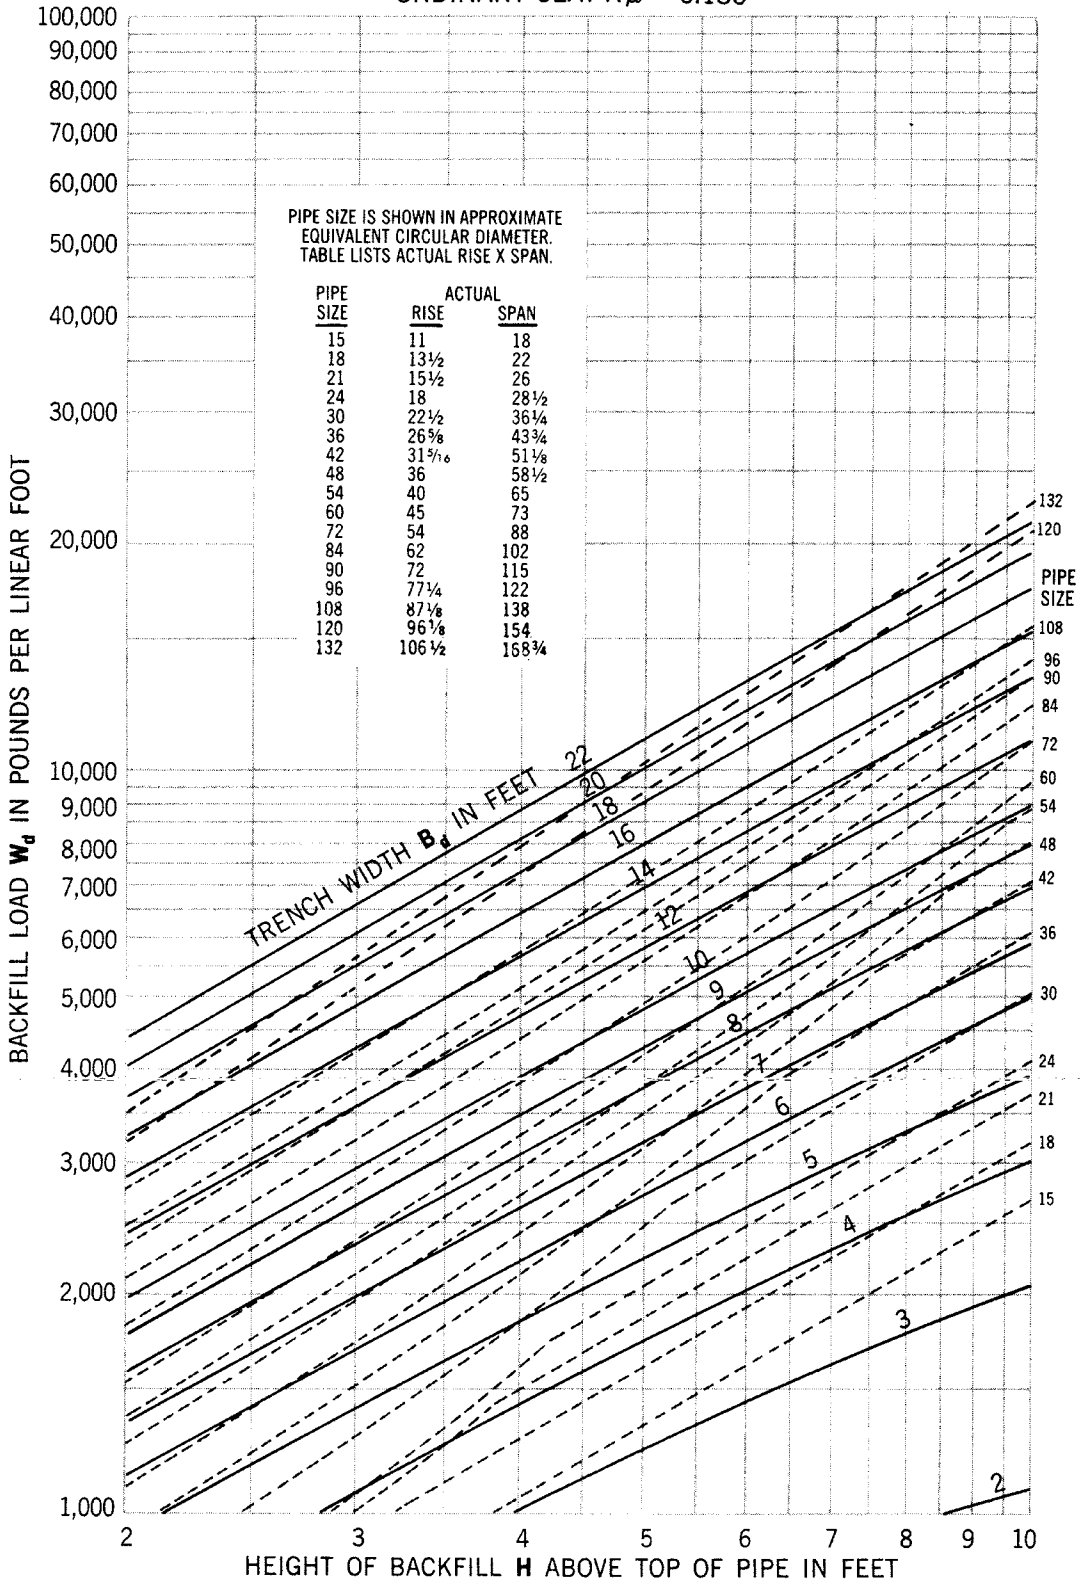 100,000
90,000
80,000
70,000
60,000
50,000
40,000
30,000
20,000
10,000
9,000
8,000
7,000
6,000
5,000
4,000
3,000
2,000
1,000
BACKFILL LOAD Wd IN POUNDS PER LINEAR FOOT
PIPE SIZE IS SHOWN IN APPROXIMATE
EQUIVALENT CIRCULAR DIAMETER.
TABLE LISTS ACTUAL RISE X SPAN.
PIPE ACTUAL
SIZE RISE SPAN
15 11 18
18 13½ 22
21 15½ 26
24 18 28½
30 22½ 36¼
36 26⅝ 43¾
42 31 5/16 51⅛
48 36 58½
54 40 65
60 45 73
72 54 88
84 62 102
90 72 115
96 77¼ 122
108 87⅛ 138
120 96⅛ 154
132 106½ 168¾
TRENCH WIDTH Bd IN FEET
22
20
18
16
14
12
10
9
8
7
6
5
4
3
2
132
120
PIPE
SIZE
108
96
90
84
72
60
54
48
42
36
30
24
21
18
15
2 3 4 5 6 7 8 9 10
HEIGHT OF BACKFILL H ABOVE TOP OF PIPE IN FEET